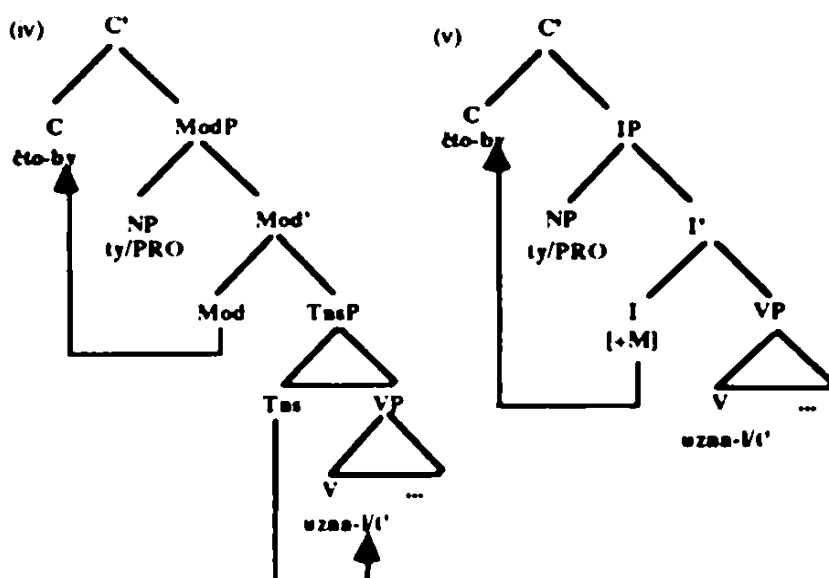 (iv)
C'
C
čto-by
ModP
NP
ty/PRO
Mod'
Mod
TnsP
Tns
VP
V
...
uzna-l/t'
(v)
C'
C
čto-by
IP
NP
ty/PRO
I'
I
[+M]
VP
V
...
uzna-l/t'